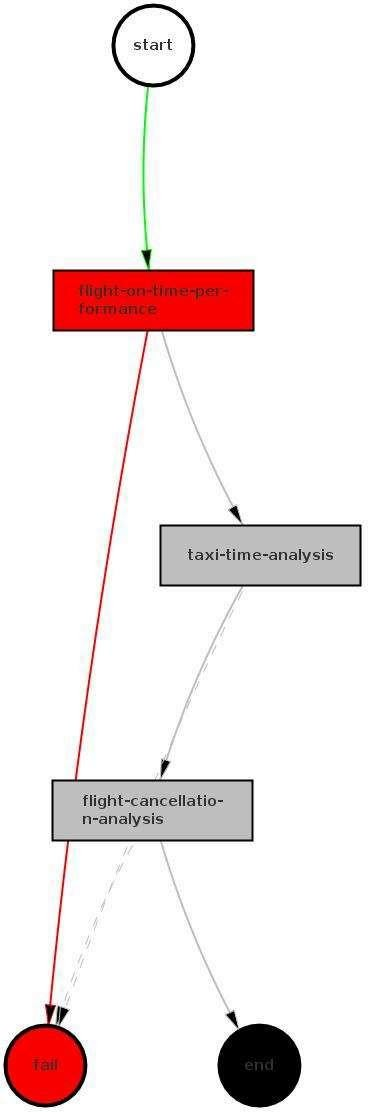 start
flight-on-time-per-
formance
taxi-time-analysis
flight-cancellatio-
n-analysis
fail
end